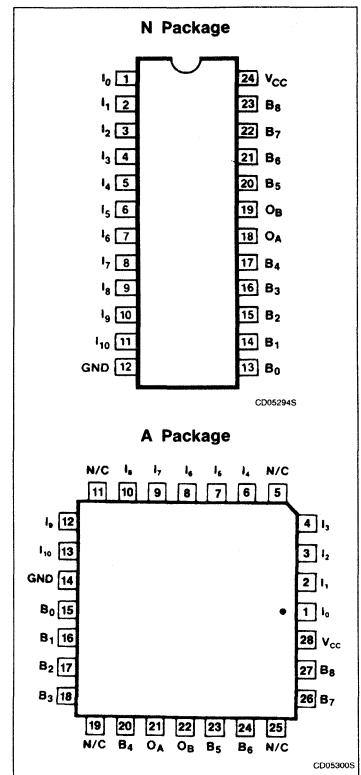 N Package
I0 1 24 VCC
I1 2 23 B8
I2 3 22 B7
I3 4 21 B6
I4 5 20 B5
I5 6 19 OB
I6 7 18 OA
I7 8 17 B4
I8 9 16 B3
I9 10 15 B2
I10 11 14 B1
GND 12 13 B0
CD05294S
A Package
N/C I8 I7 I6 I5 I4 N/C
11 10 9 8 7 6 5
I9 12 4 I3
I10 13 3 I2
GND 14 2 I1
B0 15 1 I0
B1 16 28 VCC
B2 17 27 B8
B3 18 26 B7
19 20 21 22 23 24 25
N/C B4 OA OB B5 B6 N/C
CD05300S